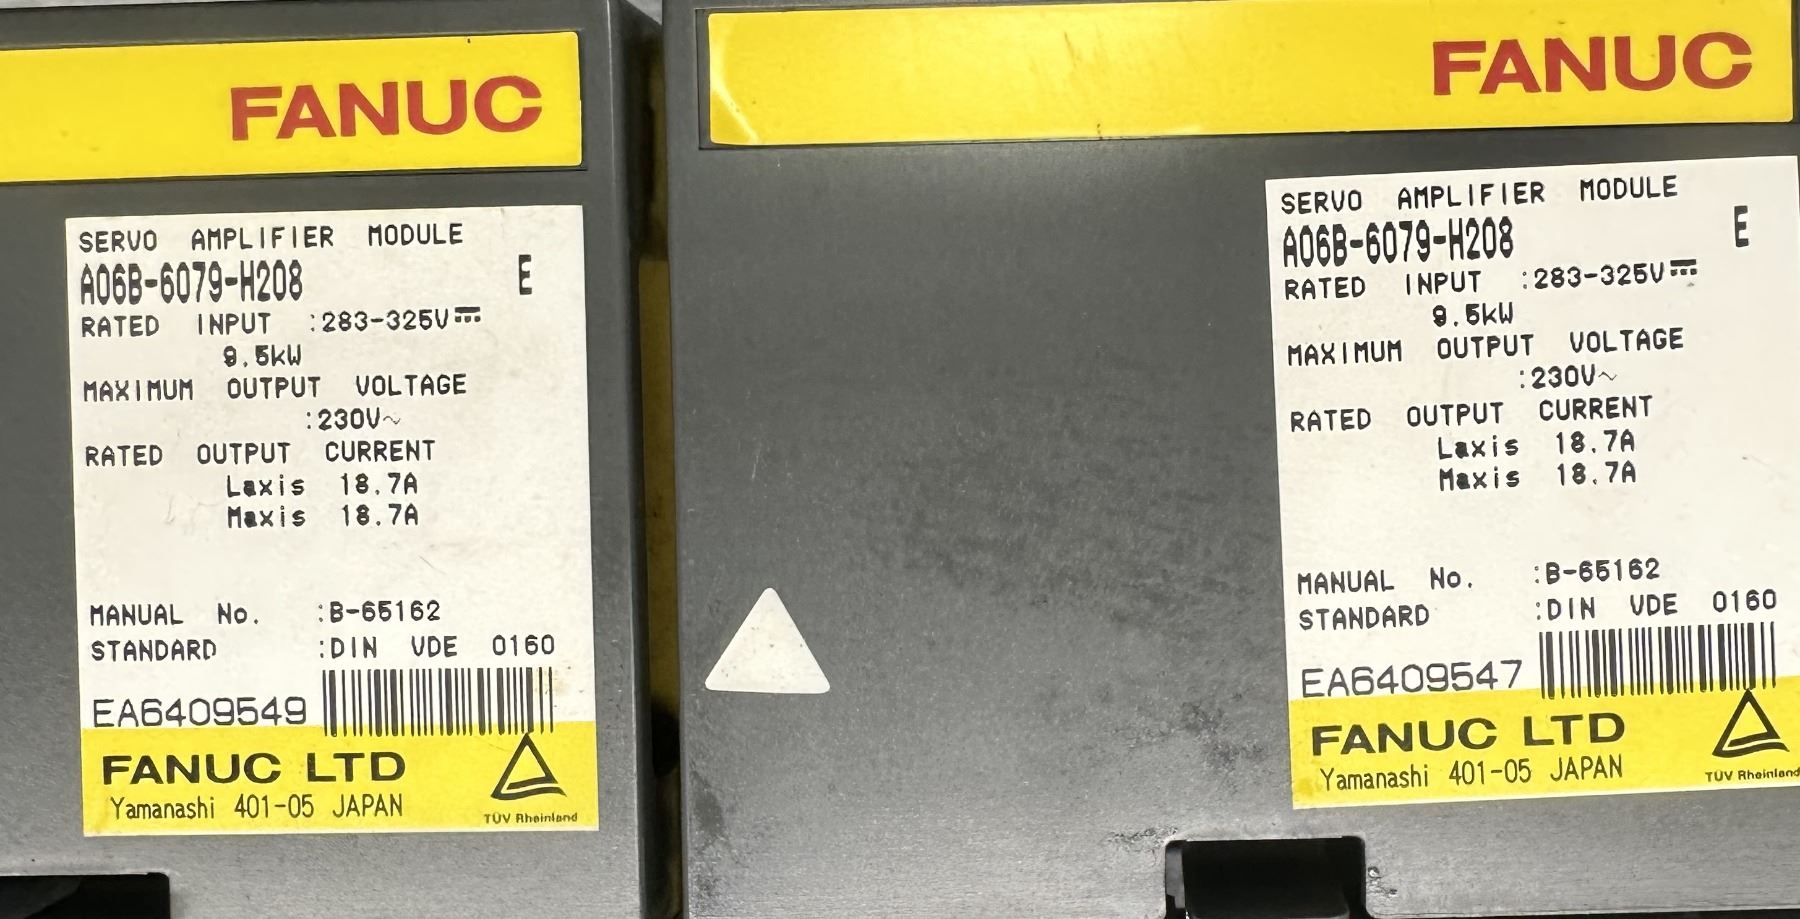 FANUC
SERVO AMPLIFIER MODULE
A06B-6079-H208 E
RATED INPUT :283-325V⎓
9.5kW
MAXIMUM OUTPUT VOLTAGE
:230V~
RATED OUTPUT CURRENT
Laxis 18.7A
Maxis 18.7A
MANUAL No. :B-65162
STANDARD :DIN VDE 0160
EA6409549
FANUC LTD
Yamanashi 401-05 JAPAN
TÜV Rheinland
FANUC
SERVO AMPLIFIER MODULE
A06B-6079-H208 E
RATED INPUT :283-325V⎓
9.5kW
MAXIMUM OUTPUT VOLTAGE
:230V~
RATED OUTPUT CURRENT
Laxis 18.7A
Maxis 18.7A
MANUAL No. :B-65162
STANDARD :DIN VDE 0160
EA6409547
FANUC LTD
Yamanashi 401-05 JAPAN
TÜV Rheinland